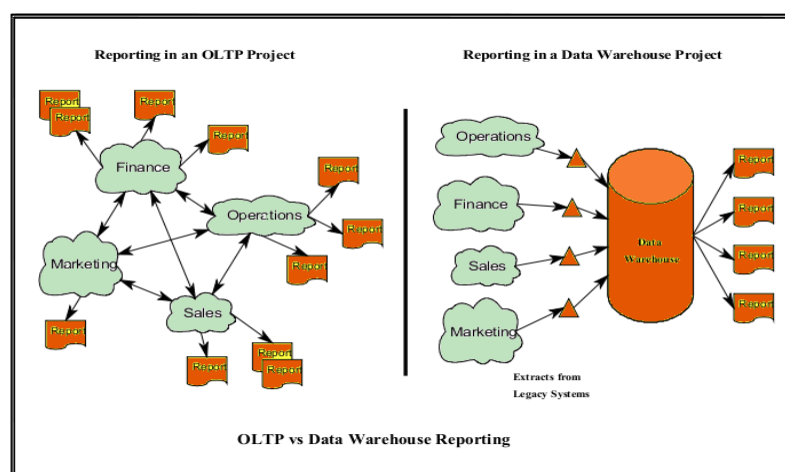 Reporting in an OLTP Project
Report
Report
Report
Report
Finance
Report
Operations
Report
Report
Marketing
Sales
Report
Report
Report
Report
Reporting in a Data Warehouse Project
Operations
Finance
Sales
Marketing
Data
Warehouse
Report
Report
Report
Report
Extracts from
Legacy Systems
OLTP vs Data Warehouse Reporting